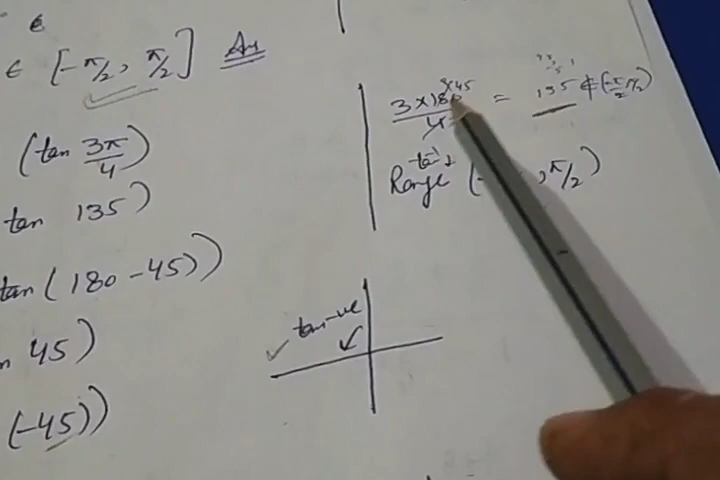 ϵ
ϵ [-π/2, π/2] Ans
(tan 3π/4)
tan 135)
tan (180 - 45))
45)
(-45))
3×180/4 = 135 ∉ (-π/2, π/2)
45
Range tan⁻¹ (- , π/2)
tan -ve